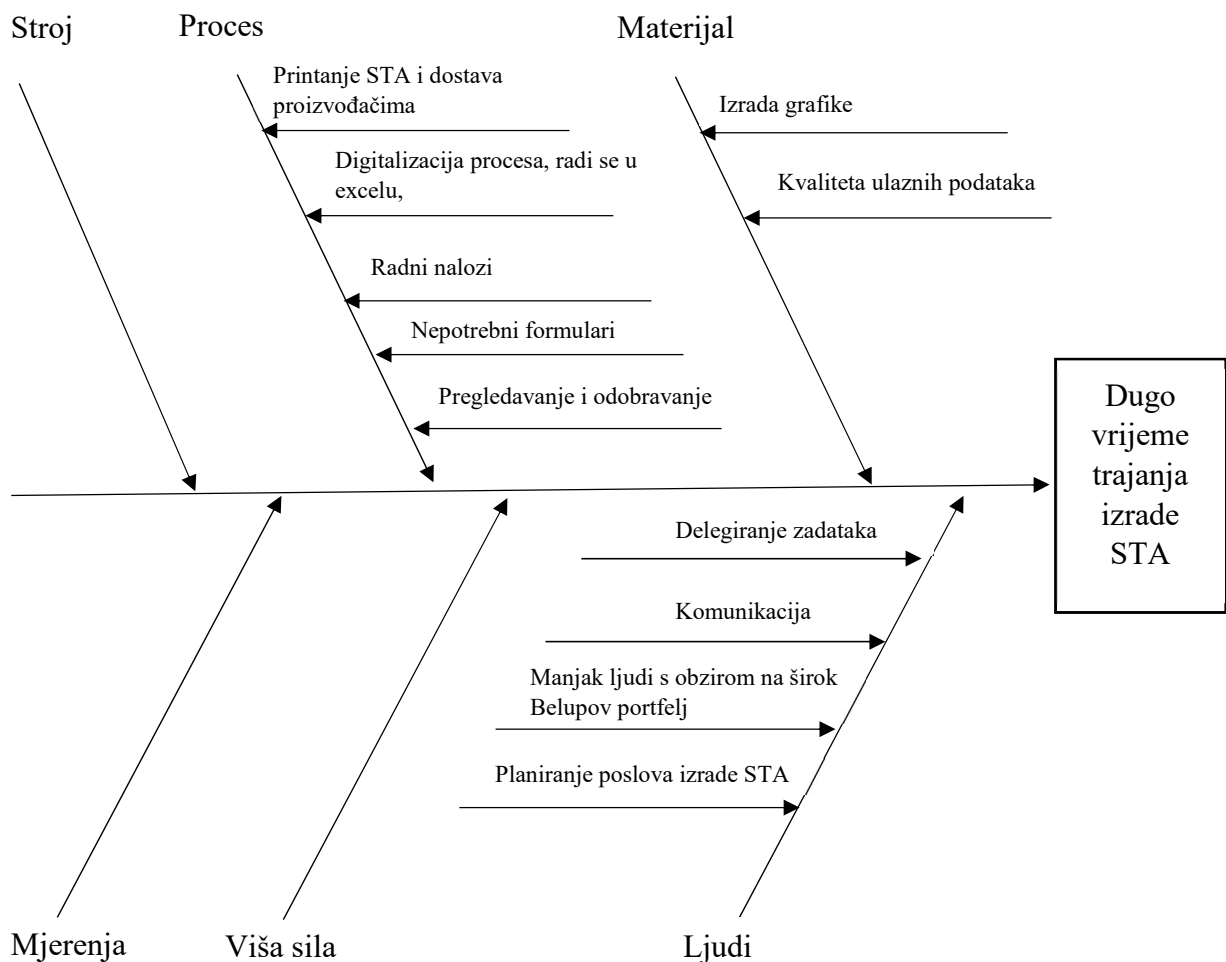 Stroj
Proces
Materijal
Printanje STA i dostava
proizvođačima
Digitalizacija procesa, radi se u
excelu,
Radni nalozi
Nepotrebni formulari
Pregledavanje i odobravanje
Izrada grafike
Kvaliteta ulaznih podataka
Dugo
vrijeme
trajanja
izrade
STA
Delegiranje zadataka
Komunikacija
Manjak ljudi s obzirom na širok
Belupov portfelj
Planiranje poslova izrade STA
Mjerenja
Viša sila
Ljudi